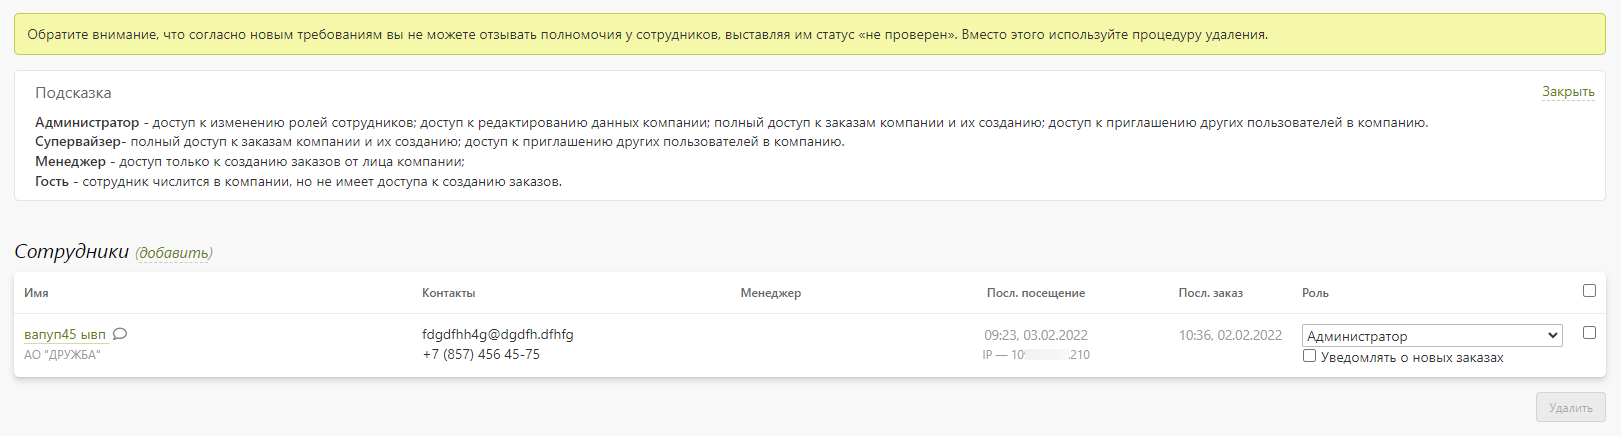 Обратите внимание, что согласно новым требованиям вы не можете отзывать полномочия у сотрудников, выставляя им статус «не проверен». Вместо этого используйте процедуру удаления.
Подсказка Закрыть
Администратор - доступ к изменению ролей сотрудников; доступ к редактированию данных компании; полный доступ к заказам компании и их созданию; доступ к приглашению других пользователей в компанию.
Супервайзер- полный доступ к заказам компании и их созданию; доступ к приглашению других пользователей в компанию.
Менеджер - доступ только к созданию заказов от лица компании;
Гость - сотрудник числится в компании, но не имеет доступа к созданию заказов.
Сотрудники (добавить)
Имя Контакты Менеджер Посл. посещение Посл. заказ Роль
вапуп45 ывп fdgdfhh4g@dgdfh.dfhfg 09:23, 03.02.2022 10:36, 02.02.2022 Администратор
АО "ДРУЖБА" +7 (857) 456 45-75 IP — 10 .210 Уведомлять о новых заказах
Удалить